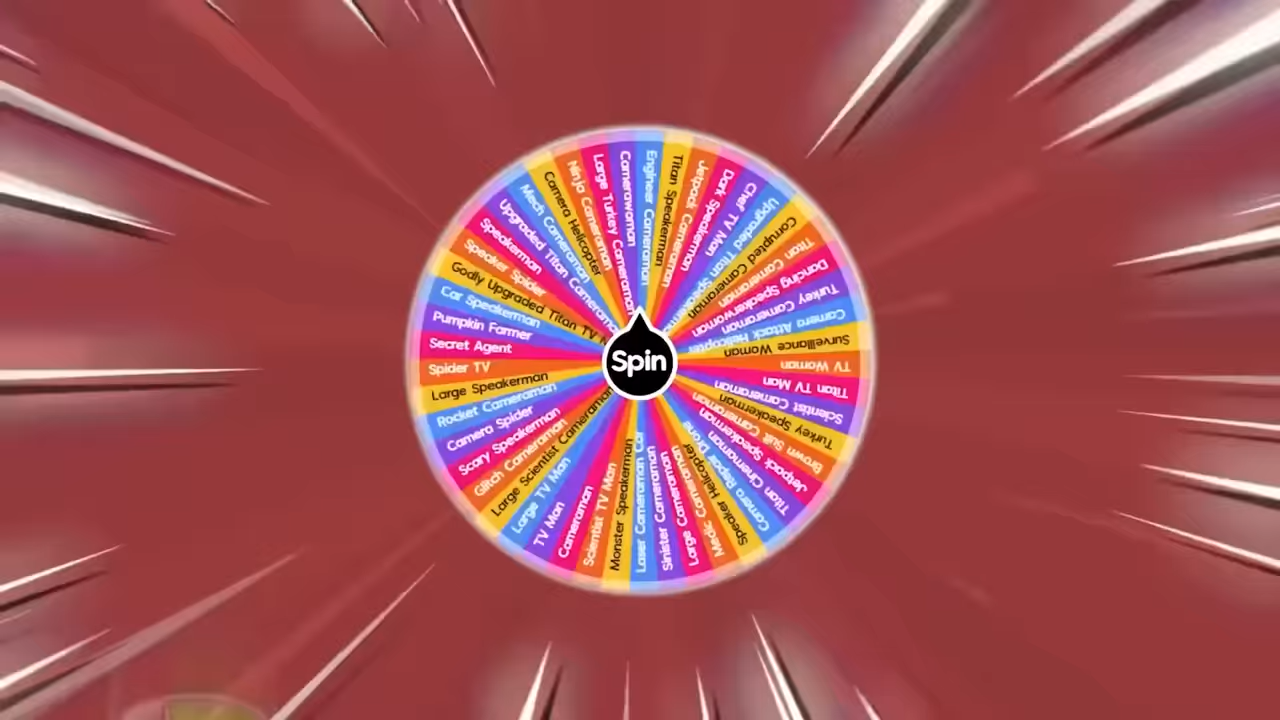 Camerawoman
Engineer Cameraman
Titan Speakerman
Jetpack Cameraman
Dark Speakerman
Chef TV Man
Upgraded Titan
Corrupted Cameraman
Titan Cameraman
Dancing Speakerwoman
Turkey Cameraman
Camera Attack Helicopter
Surveillance Woman
TV Woman
Titan TV Man
Scientist Cameraman
Turkey Speakerman
Brown Suit Cameraman
Jetpack Speakerman
Titan Cinemaman
Camera Repair Drone
Speaker Helicopter
Medic Cameraman
Large Cameraman
Sinister Cameraman
Laser Cameraman Car
Monster Speakerman
Scientist TV Man
Cameraman
TV Man
Large TV Man
Large Scientist Cameraman
Glitch Cameraman
Scary Speakerman
Camera Spider
Rocket Cameraman
Large Speakerman
Spider TV
Secret Agent
Pumpkin Farmer
Car Speakerman
Godly Upgraded Titan TV
Speaker Spider
Speakerman
Upgraded Titan Cameraman
Mech Cameraman
Camera Helicopter
Ninja Cameraman
Large Turkey Cameraman
Spin